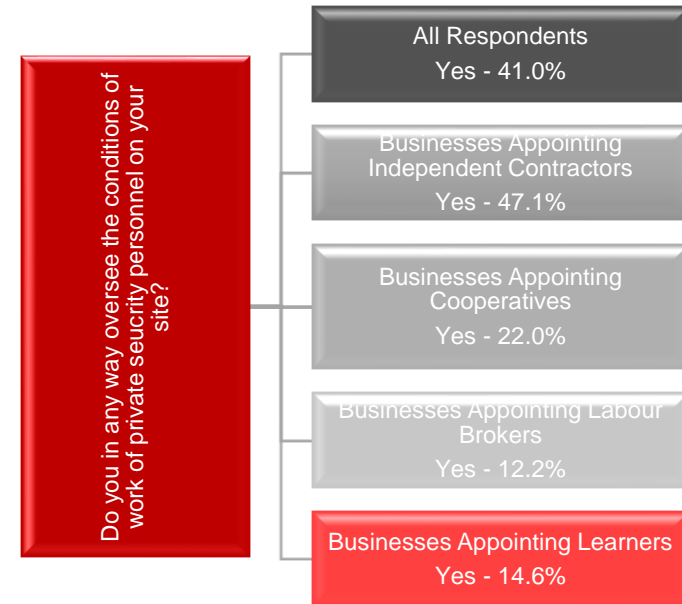 Do you in any way oversee the conditions of
work of private seucrity personnel on your
site?
All Respondents
Yes - 41.0%
Businesses Appointing
Independent Contractors
Yes - 47.1%
Businesses Appointing
Cooperatives
Yes - 22.0%
Businesses Appointing Labour
Brokers
Yes - 12.2%
Businesses Appointing Learners
Yes - 14.6%